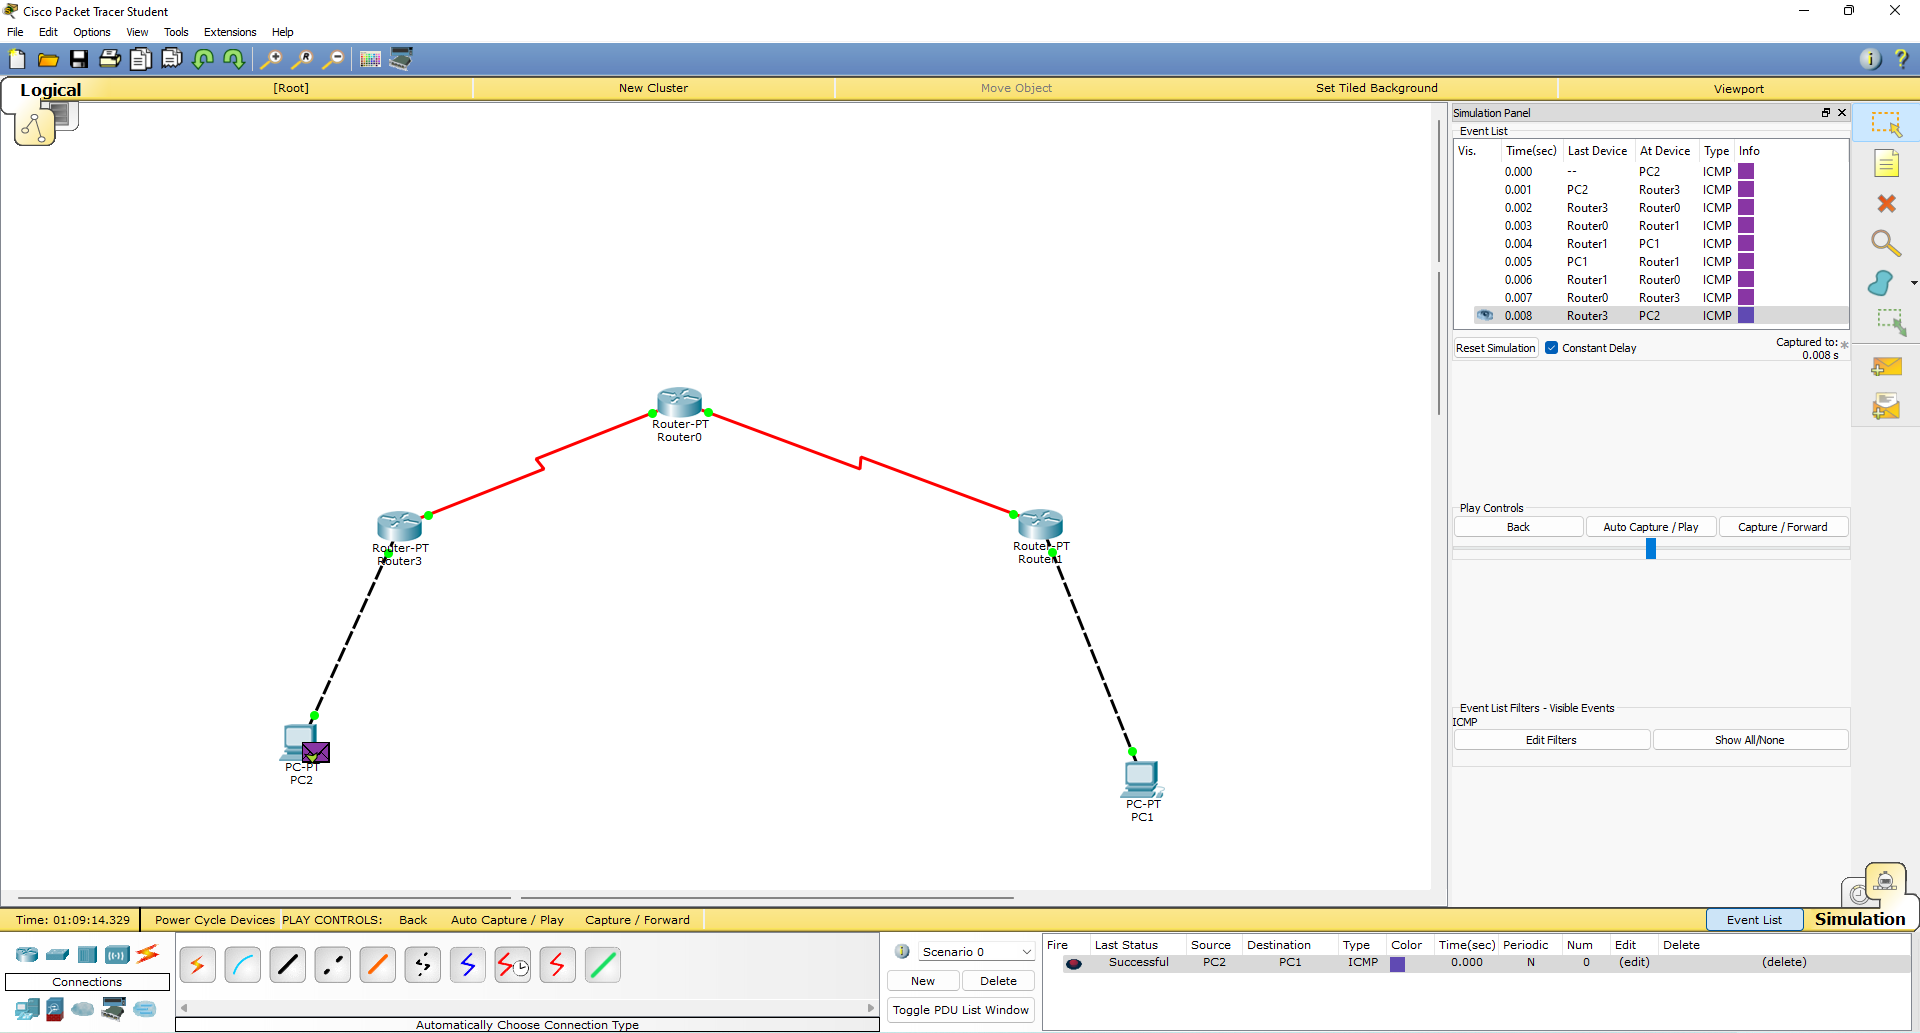 Cisco Packet Tracer Student
File Edit Options View Tools Extensions Help
Logical [Root] New Cluster Move Object Set Tiled Background Viewport
Simulation Panel
Event List
Vis. Time(sec) Last Device At Device Type Info
0.000 -- PC2 ICMP
0.001 PC2 Router3 ICMP
0.002 Router3 Router0 ICMP
0.003 Router0 Router1 ICMP
0.004 Router1 PC1 ICMP
0.005 PC1 Router1 ICMP
0.006 Router1 Router0 ICMP
0.007 Router0 Router3 ICMP
0.008 Router3 PC2 ICMP
Reset Simulation Constant Delay Captured to: *
0.008 s
Router-PT
Router0
Router-PT
Router3
Router-PT
Router1
PC-PT
PC2
PC-PT
PC1
Play Controls
Back Auto Capture / Play Capture / Forward
Event List Filters - Visible Events
ICMP
Edit Filters Show All/None
Time: 01:09:14.329 Power Cycle Devices PLAY CONTROLS: Back Auto Capture / Play Capture / Forward Event List Simulation
Connections
Automatically Choose Connection Type
Scenario 0
New Delete
Toggle PDU List Window
Fire Last Status Source Destination Type Color Time(sec) Periodic Num Edit Delete
Successful PC2 PC1 ICMP 0.000 N 0 (edit) (delete)